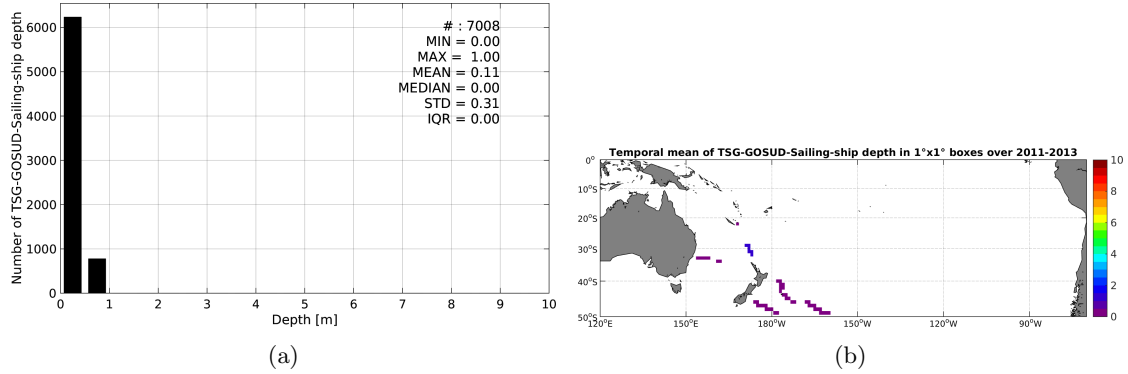 Number of TSG-GOSUD-Sailing-ship depth
6000
5000
4000
3000
2000
1000
0
# : 7008
MIN = 0.00
MAX = 1.00
MEAN = 0.11
MEDIAN = 0.00
STD = 0.31
IQR = 0.00
0 1 2 3 4 5 6 7 8 9 10
Depth [m]
(a)
Temporal mean of TSG-GOSUD-Sailing-ship depth in 1°x1° boxes over 2011-2013
0°
10°S
20°S
30°S
40°S
50°S
120°E 150°E 180°W 150°W 120°W 90°W
10
8
6
4
2
0
(b)